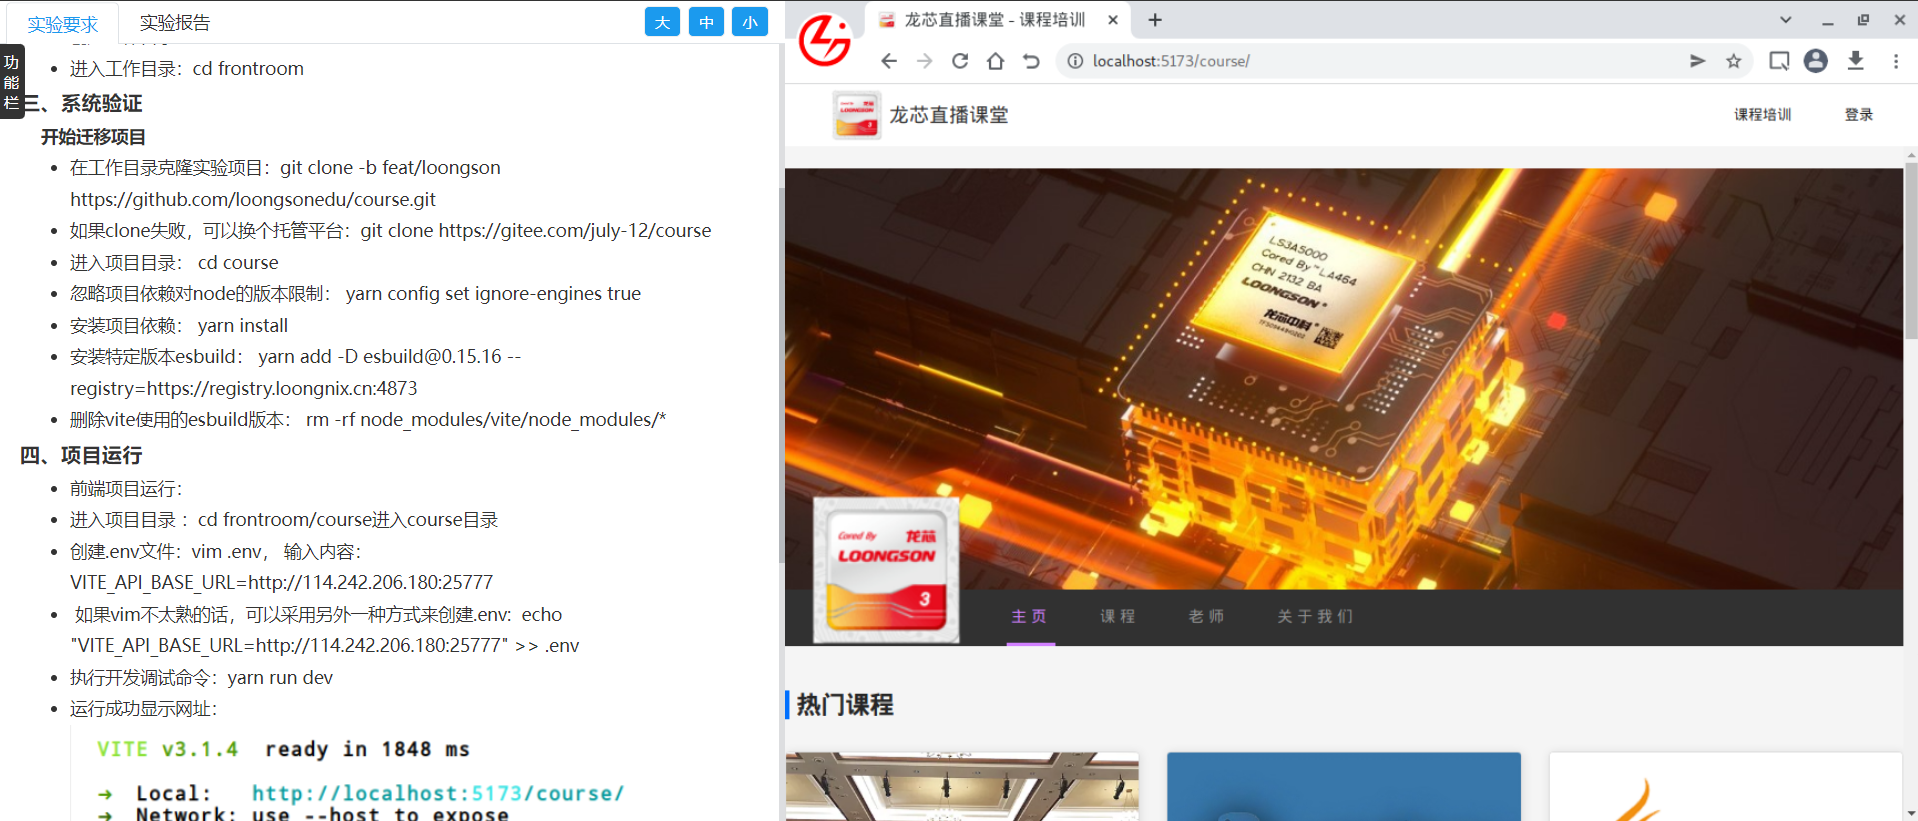 实验要求
实验报告
大
中
小
功
能
栏
进入工作目录：cd frontroom
三、系统验证
开始迁移项目
在工作目录克隆实验项目：git clone -b feat/loongson
https://github.com/loongsonedu/course.git
如果clone失败，可以换个托管平台：git clone https://gitee.com/july-12/course
进入项目目录： cd course
忽略项目依赖对node的版本限制： yarn config set ignore-engines true
安装项目依赖： yarn install
安装特定版本esbuild： yarn add -D esbuild@0.15.16 --
registry=https://registry.loongnix.cn:4873
删除vite使用的esbuild版本： rm -rf node_modules/vite/node_modules/*
四、项目运行
前端项目运行：
进入项目目录 ：cd frontroom/course进入course目录
创建.env文件：vim .env， 输入内容：
VITE_API_BASE_URL=http://114.242.206.180:25777
如果vim不太熟的话，可以采用另外一种方式来创建.env: echo
"VITE_API_BASE_URL=http://114.242.206.180:25777" >> .env
执行开发调试命令：yarn run dev
运行成功显示网址：
VITE v3.1.4 ready in 1848 ms
➜ Local: http://localhost:5173/course/
➜ Network: use --host to expose
龙芯直播课堂 - 课程培训
localhost:5173/course/
龙芯直播课堂
课程培训
登录
LS3A5000
Cored By™LA464
CHN 2132 BA
LOONGSON
龙芯中科
Cored By 龙芯
LOONGSON
3
主页
课程
老师
关于我们
热门课程